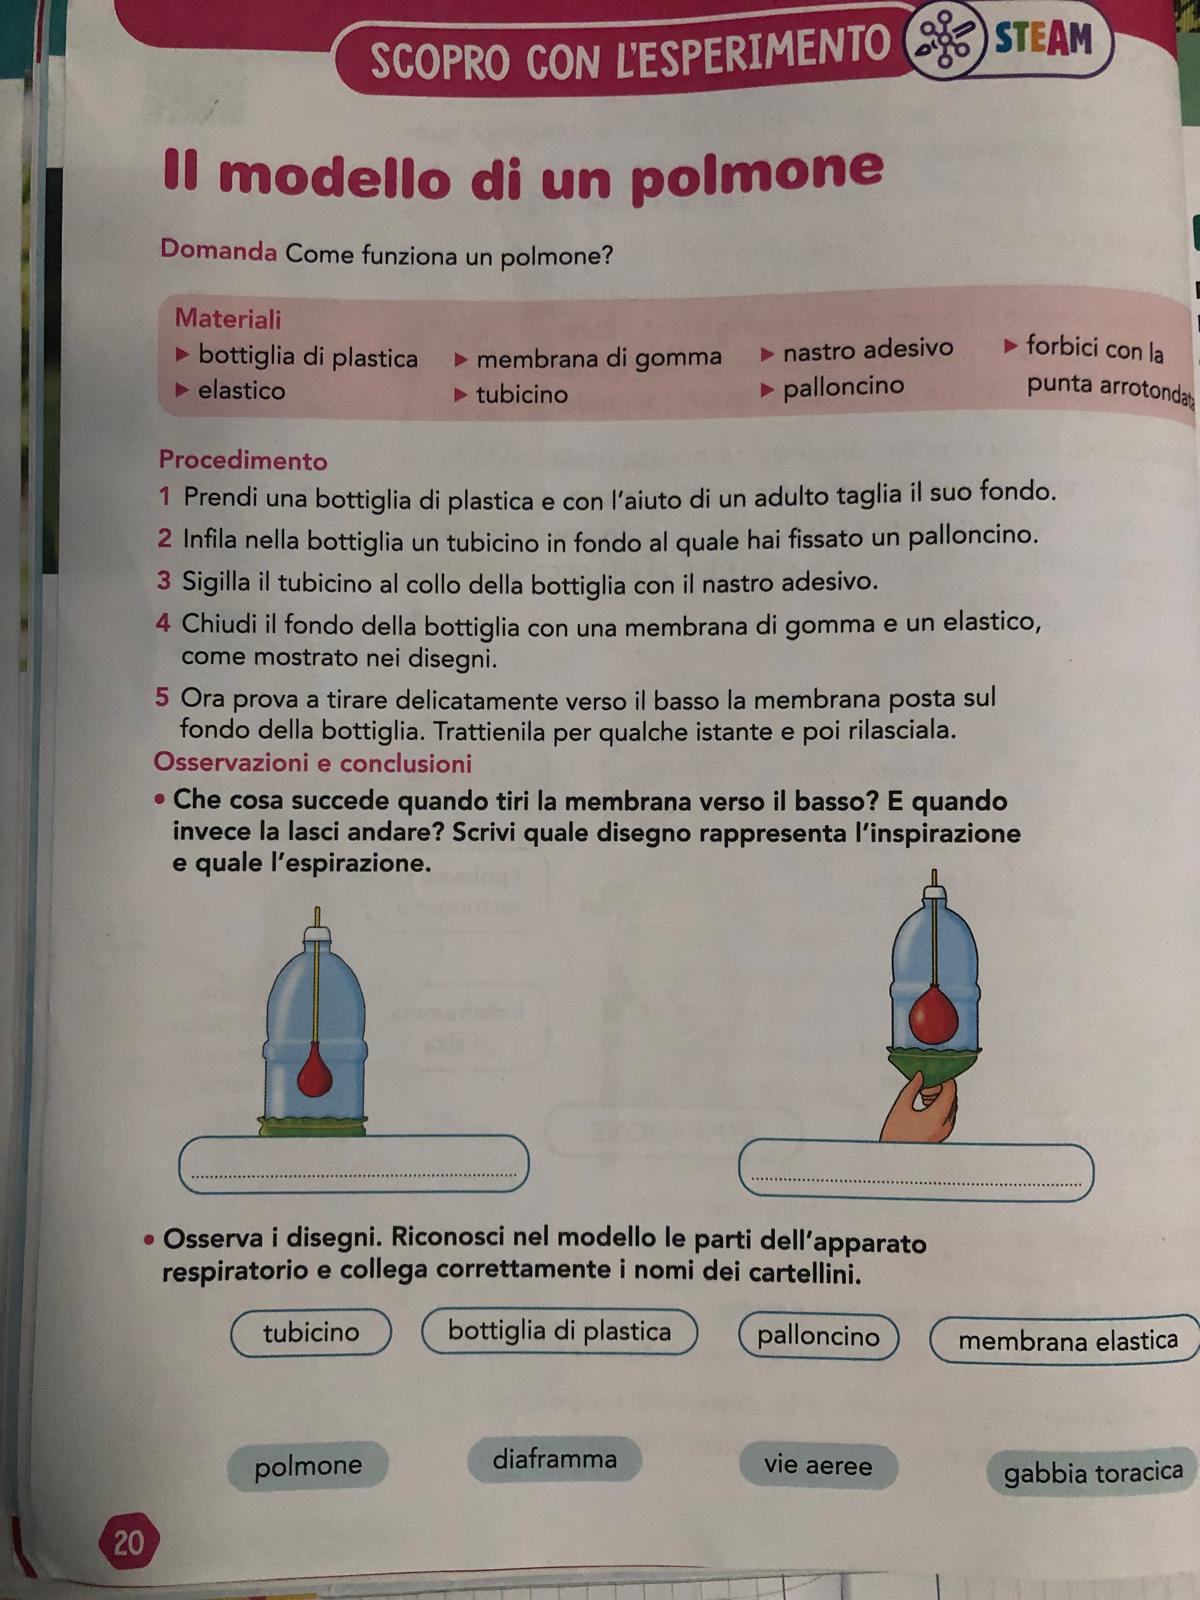 SCOPRO CON L'ESPERIMENTO STEAM
Il modello di un polmone
Domanda Come funziona un polmone?
Materiali
bottiglia di plastica
elastico
membrana di gomma
tubicino
nastro adesivo
palloncino
forbici con la
punta arrotondata
Procedimento
1 Prendi una bottiglia di plastica e con l'aiuto di un adulto taglia il suo fondo.
2 Infila nella bottiglia un tubicino in fondo al quale hai fissato un palloncino.
3 Sigilla il tubicino al collo della bottiglia con il nastro adesivo.
4 Chiudi il fondo della bottiglia con una membrana di gomma e un elastico,
come mostrato nei disegni.
5 Ora prova a tirare delicatamente verso il basso la membrana posta sul
fondo della bottiglia. Trattienila per qualche istante e poi rilasciala.
Osservazioni e conclusioni
• Che cosa succede quando tiri la membrana verso il basso? E quando
invece la lasci andare? Scrivi quale disegno rappresenta l'inspirazione
e quale l'espirazione.
• Osserva i disegni. Riconosci nel modello le parti dell'apparato
respiratorio e collega correttamente i nomi dei cartellini.
tubicino
bottiglia di plastica
palloncino
membrana elastica
polmone
diaframma
vie aeree
gabbia toracica
20